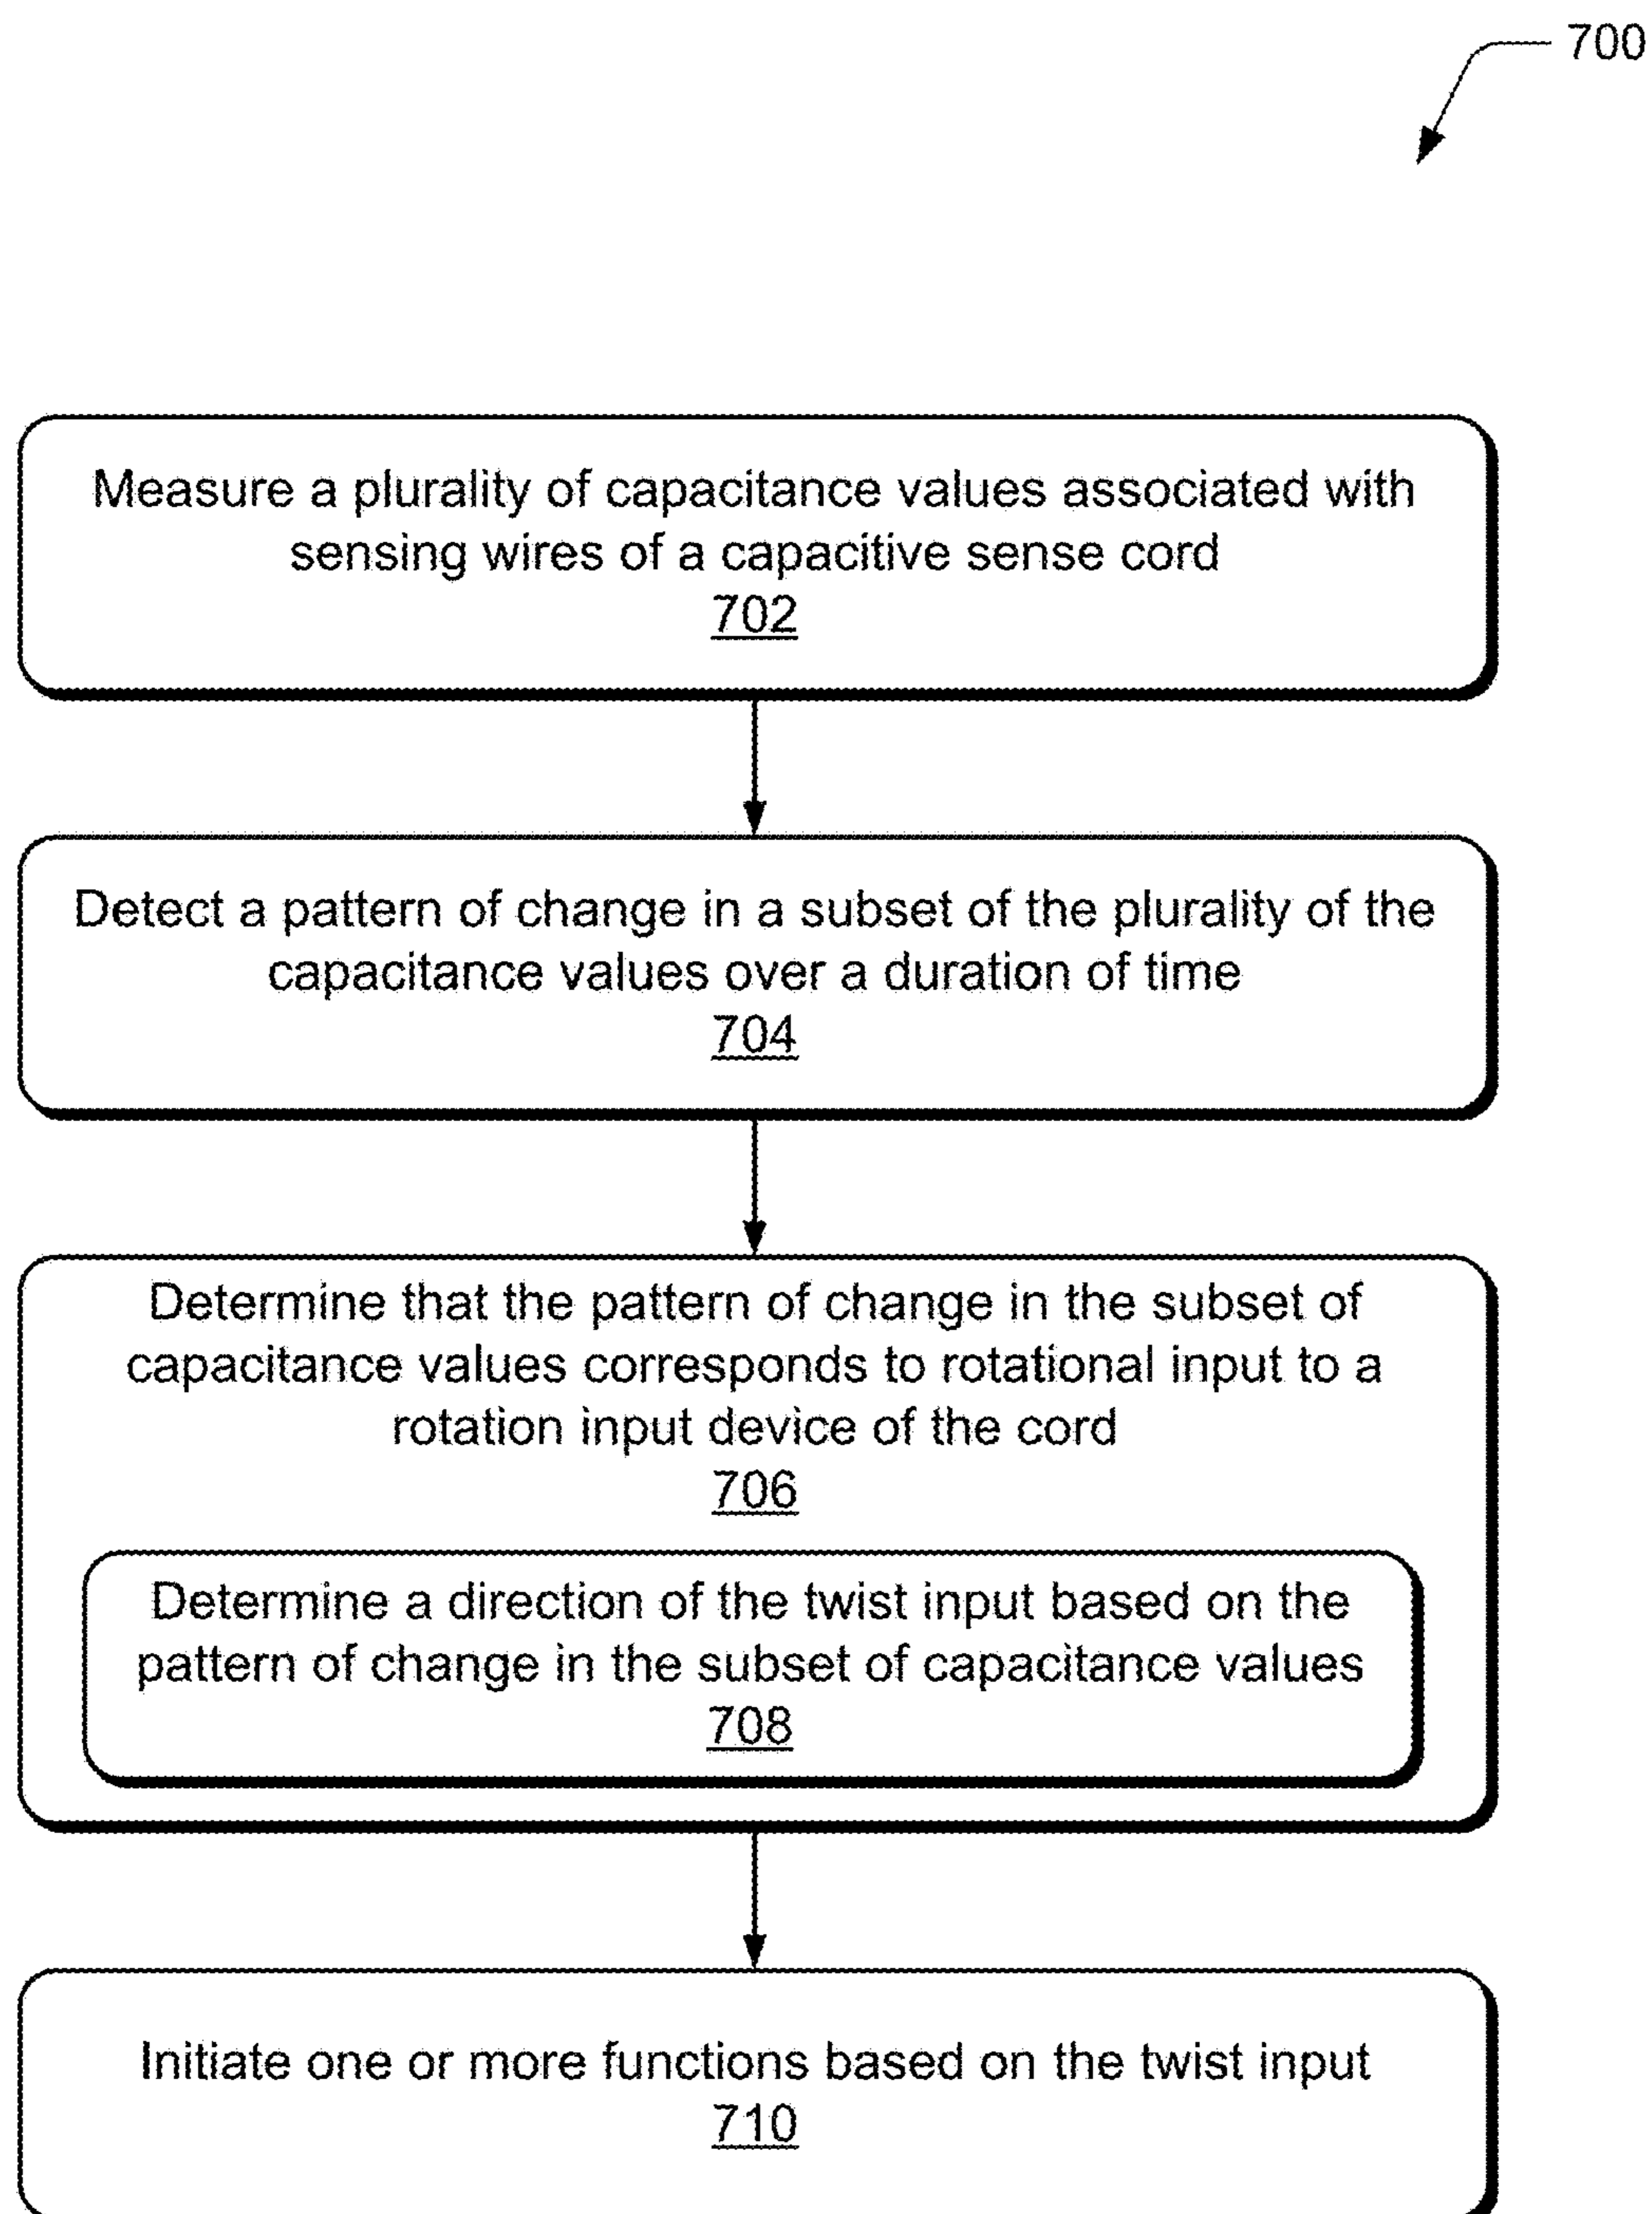 700
Measure a plurality of capacitance values associated with
sensing wires of a capacitive sense cord
702
Detect a pattern of change in a subset of the plurality of the
capacitance values over a duration of time
704
Determine that the pattern of change in the subset of
capacitance values corresponds to rotational input to a
rotation input device of the cord
706
Determine a direction of the twist input based on the
pattern of change in the subset of capacitance values
708
Initiate one or more functions based on the twist input
710